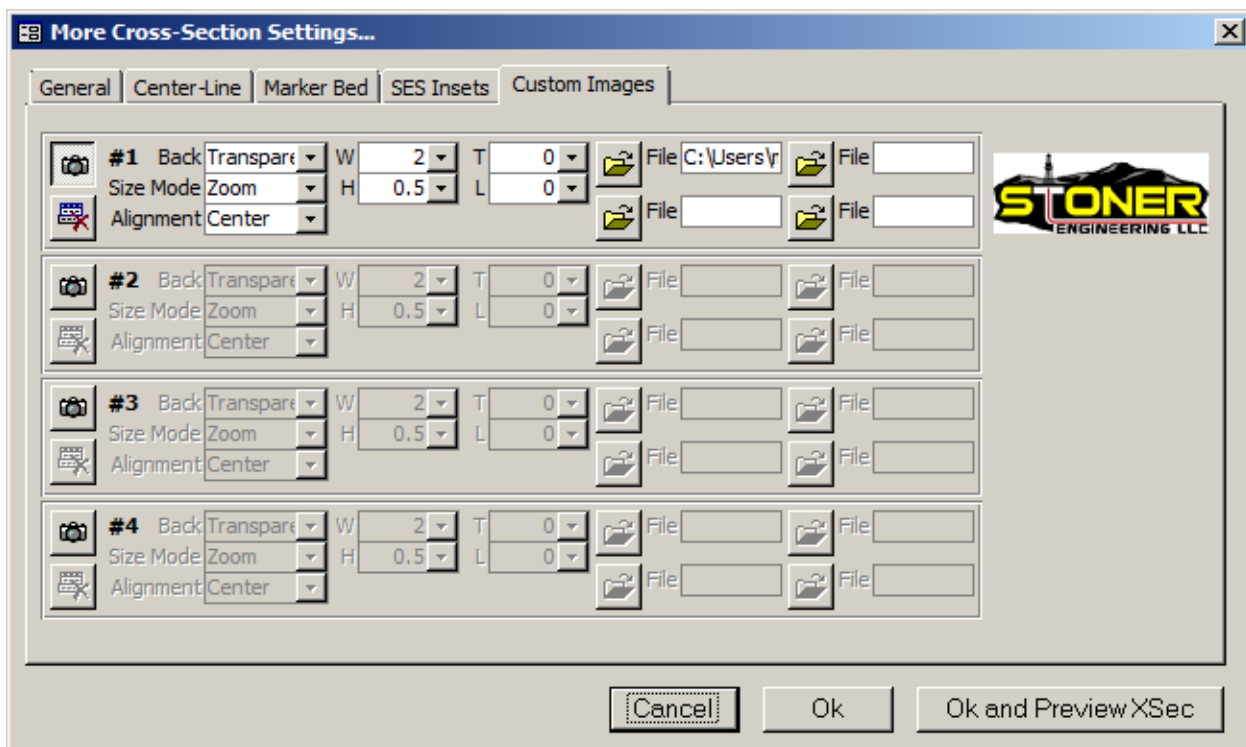 More Cross-Section Settings...
General Center-Line Marker Bed SES Insets Custom Images
#1 Back Transpare W 2 T 0 File C:\Users\r File
Size Mode Zoom H 0.5 L 0
Alignment Center File File
STONER
ENGINEERING LLC
#2 Back Transpare W 2 T 0 File File
Size Mode Zoom H 0.5 L 0
Alignment Center File File
#3 Back Transpare W 2 T 0 File File
Size Mode Zoom H 0.5 L 0
Alignment Center File File
#4 Back Transpare W 2 T 0 File File
Size Mode Zoom H 0.5 L 0
Alignment Center File File
Cancel Ok Ok and Preview XSec